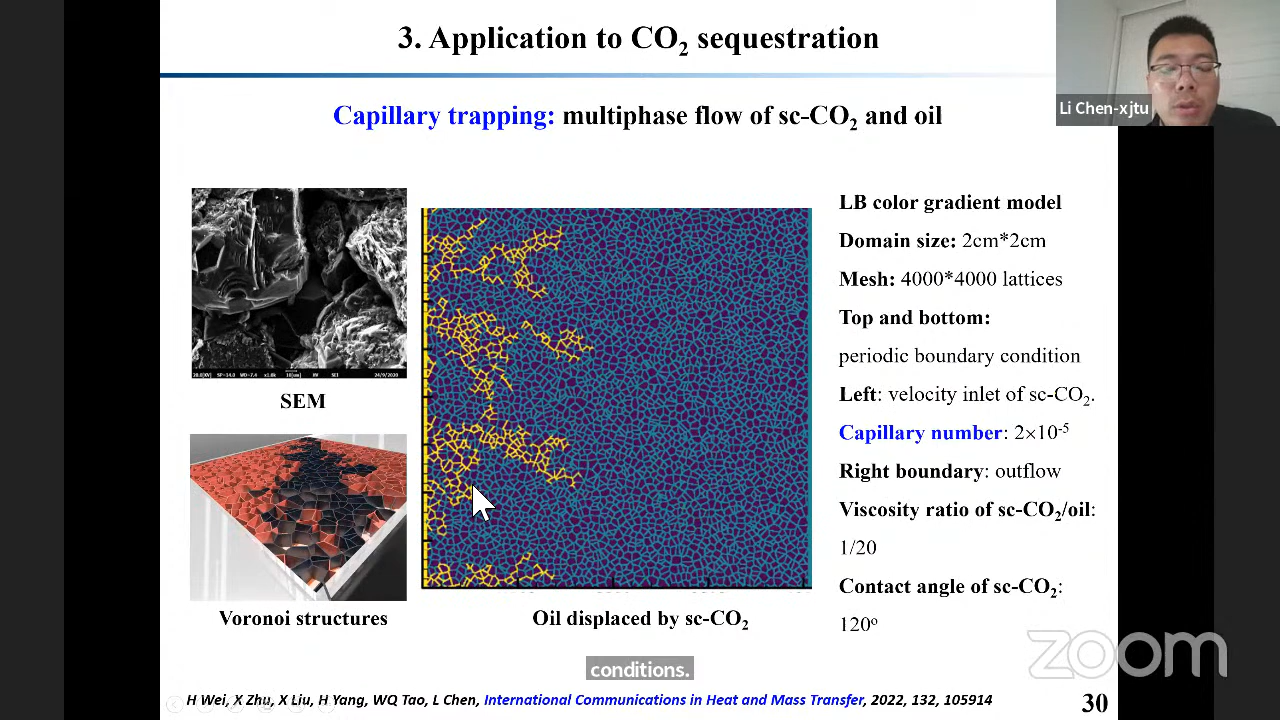 3. Application to CO₂ sequestration
Li Chen-xjtu
Capillary trapping: multiphase flow of sc-CO₂ and oil
SEM
Voronoi structures
Oil displaced by sc-CO₂
LB color gradient model
Domain size: 2cm*2cm
Mesh: 4000*4000 lattices
Top and bottom:
periodic boundary condition
Left: velocity inlet of sc-CO₂.
Capillary number: 2×10⁻⁵
Right boundary: outflow
Viscosity ratio of sc-CO₂/oil:
1/20
Contact angle of sc-CO₂:
120°
zoom
conditions.
H Wei, X Zhu, X Liu, H Yang, WQ Tao, L Chen, International Communications in Heat and Mass Transfer, 2022, 132, 105914
30